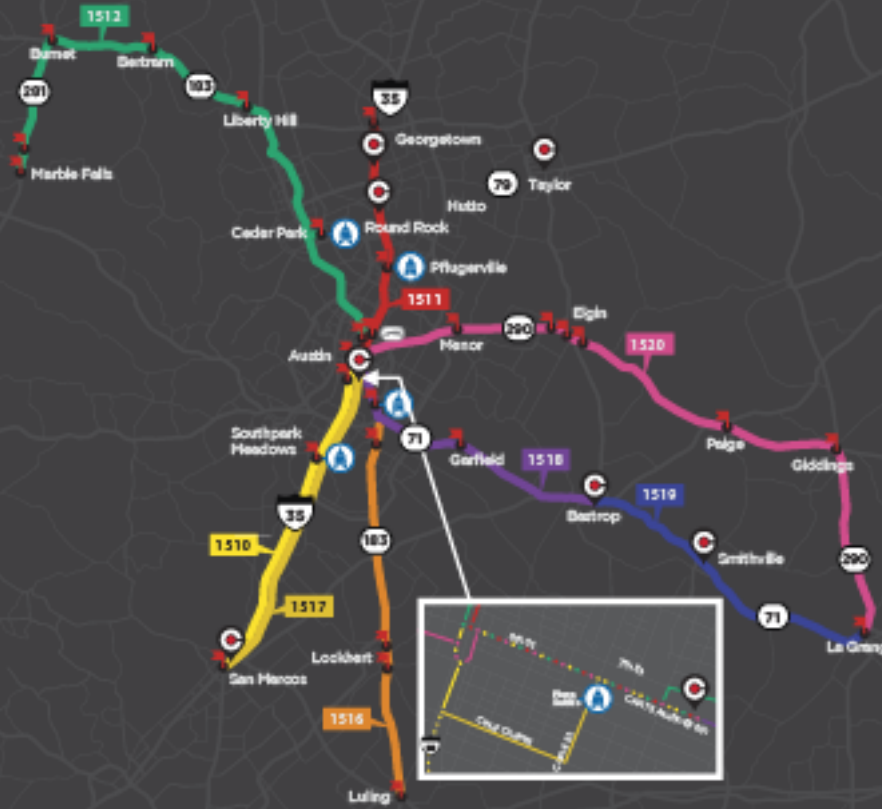 1512
Burnet
Bertram
183
281
35
Liberty Hill
Georgetown
Marble Falls
79
Taylor
Hutto
Cedar Park
Round Rock
Pflugerville
1511
290
Elgin
Manor
Austin
1520
Southpark
Meadows
71
Garfield
1518
Paige
Giddings
Bastrop
1519
35
1510
183
Smithville
290
1517
71
Lockhart
La Grang
San Marcos
7th St
1516
Luling